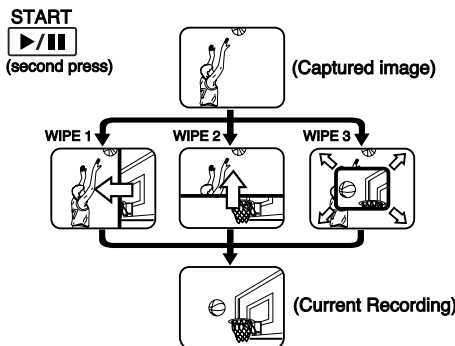 START
▶/▮▮
(second press)
(Captured image)
WIPE 1
WIPE 2
WIPE 3
(Current Recording)